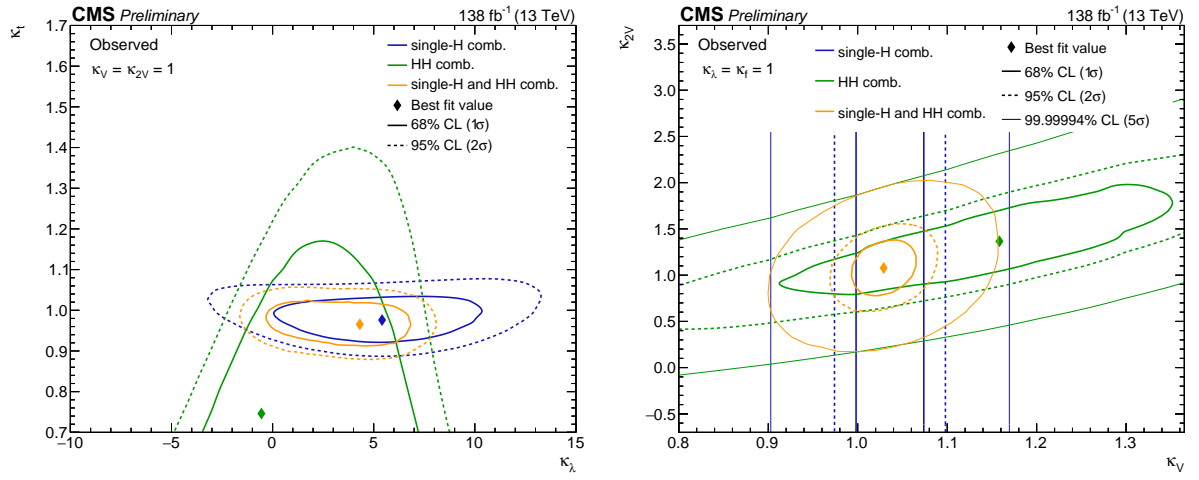 CMS Preliminary 138 fb⁻¹ (13 TeV)
κt
1.7
1.6
1.5
1.4
1.3
1.2
1.1
1.0
0.9
0.8
0.7
Observed
κV = κ2V = 1
single-H comb.
HH comb.
single-H and HH comb.
Best fit value
68% CL (1σ)
95% CL (2σ)
−10 −5 0 5 10 15
κλ
CMS Preliminary 138 fb⁻¹ (13 TeV)
κ2V
3.5
3.0
2.5
2.0
1.5
1.0
0.5
0.0
−0.5
Observed
κλ = κf = 1
single-H comb.
HH comb.
single-H and HH comb.
Best fit value
68% CL (1σ)
95% CL (2σ)
99.99994% CL (5σ)
0.8 0.9 1.0 1.1 1.2 1.3
κV